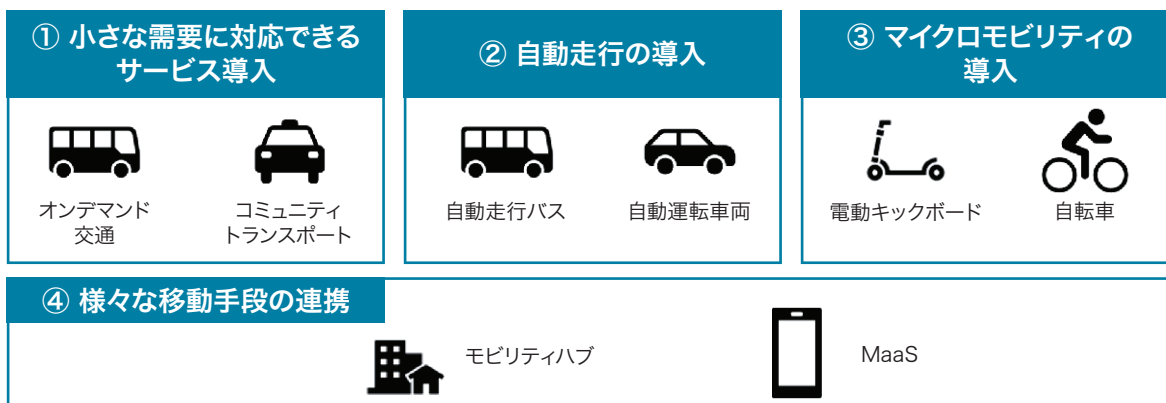 ① 小さな需要に対応できる
サービス導入
② 自動走行の導入
③ マイクロモビリティの
導入
オンデマンド
交通
コミュニティ
トランスポート
自動走行バス
自動運転車両
電動キックボード
自転車
④ 様々な移動手段の連携
モビリティハブ
MaaS